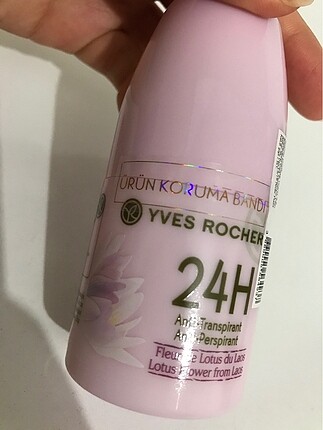 ÜRÜN KORUMA BANDI
YVES ROCHER
24H
Anti-Transpirant
Anti-Perspirant
Fleur de Lotus du Laos
Lotus Flower from Laos